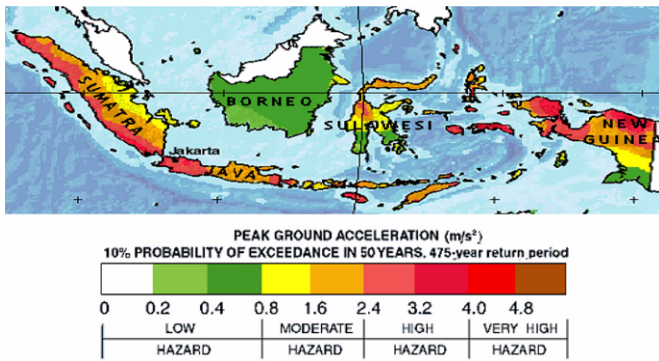 SUMATRA
BORNEO
SULAWESI
NEW
GUINEA
Jakarta
JAVA
PEAK GROUND ACCELERATION (m/s²)
10% PROBABILITY OF EXCEEDANCE IN 50 YEARS, 475-year return period
0 0.2 0.4 0.8 1.6 2.4 3.2 4.0 4.8
LOW MODERATE HIGH VERY HIGH
HAZARD HAZARD HAZARD HAZARD